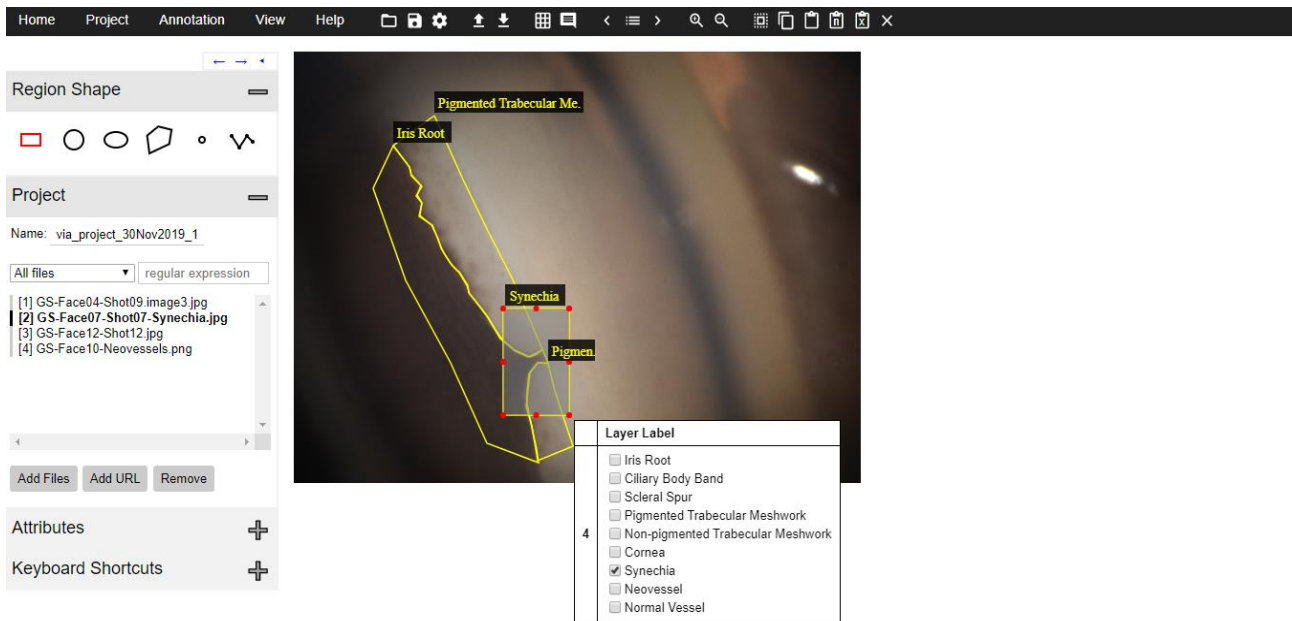 Home Project Annotation View Help
Region Shape
Project
Name: via_project_30Nov2019_1
All files regular expression
[1] GS-Face04-Shot09.image3.jpg
[2] GS-Face07-Shot07-Synechia.jpg
[3] GS-Face12-Shot12.jpg
[4] GS-Face10-Neovessels.png
Add Files Add URL Remove
Attributes
Keyboard Shortcuts
Pigmented Trabecular Me.
Iris Root
Synechia
Pigmen.
Layer Label
4
Iris Root
Ciliary Body Band
Scleral Spur
Pigmented Trabecular Meshwork
Non-pigmented Trabecular Meshwork
Cornea
Synechia
Neovessel
Normal Vessel